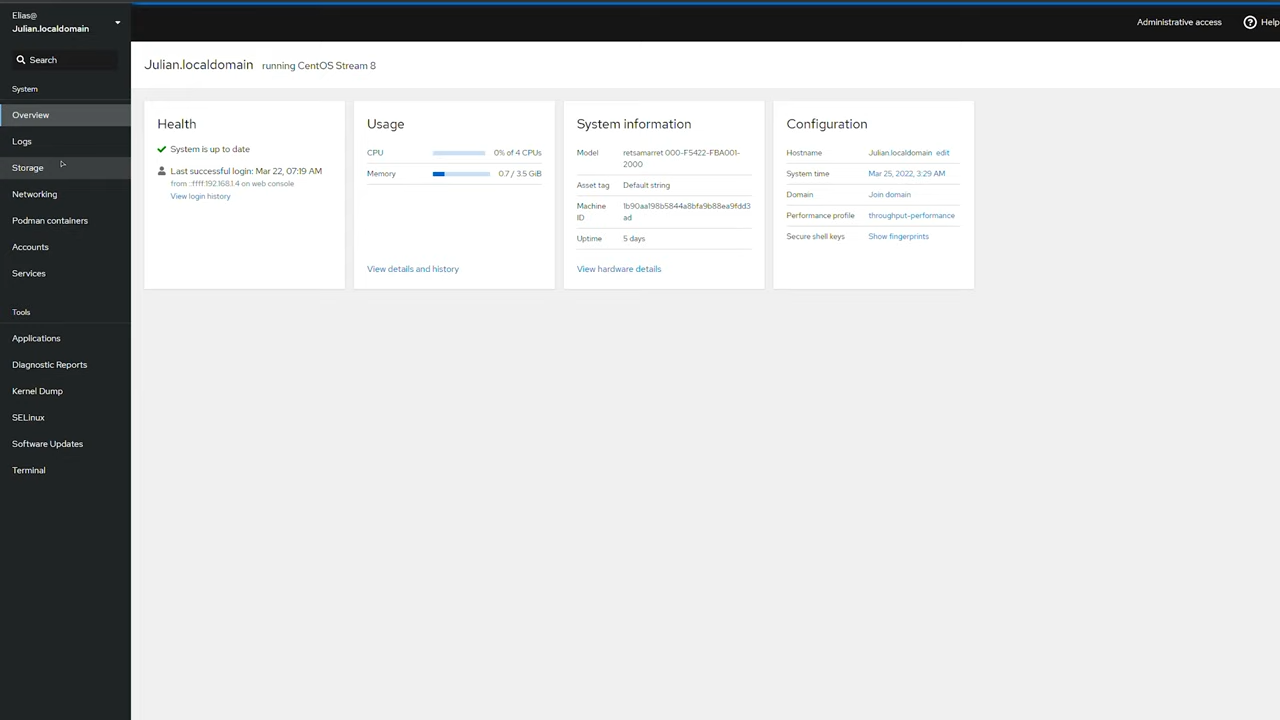 Elias@
Julian.localdomain
Search
System
Overview
Logs
Storage
Networking
Podman containers
Accounts
Services
Tools
Applications
Diagnostic Reports
Kernel Dump
SELinux
Software Updates
Terminal
Administrative access
Help
Julian.localdomain running CentOS Stream 8
Health
System is up to date
Last successful login: Mar 22, 07:19 AM
from ::ffff:192.168.1.4 on web console
View login history
Usage
CPU 0% of 4 CPUs
Memory 0.7 / 3.5 GiB
View details and history
System information
Model retsamarret 000-F5422-FBA001-
2000
Asset tag Default string
Machine 1b90aa198b5844a8bfa9b88ea9fdd3
ID ad
Uptime 5 days
View hardware details
Configuration
Hostname Julian.localdomain edit
System time Mar 25, 2022, 3:29 AM
Domain Join domain
Performance profile throughput-performance
Secure shell keys Show fingerprints